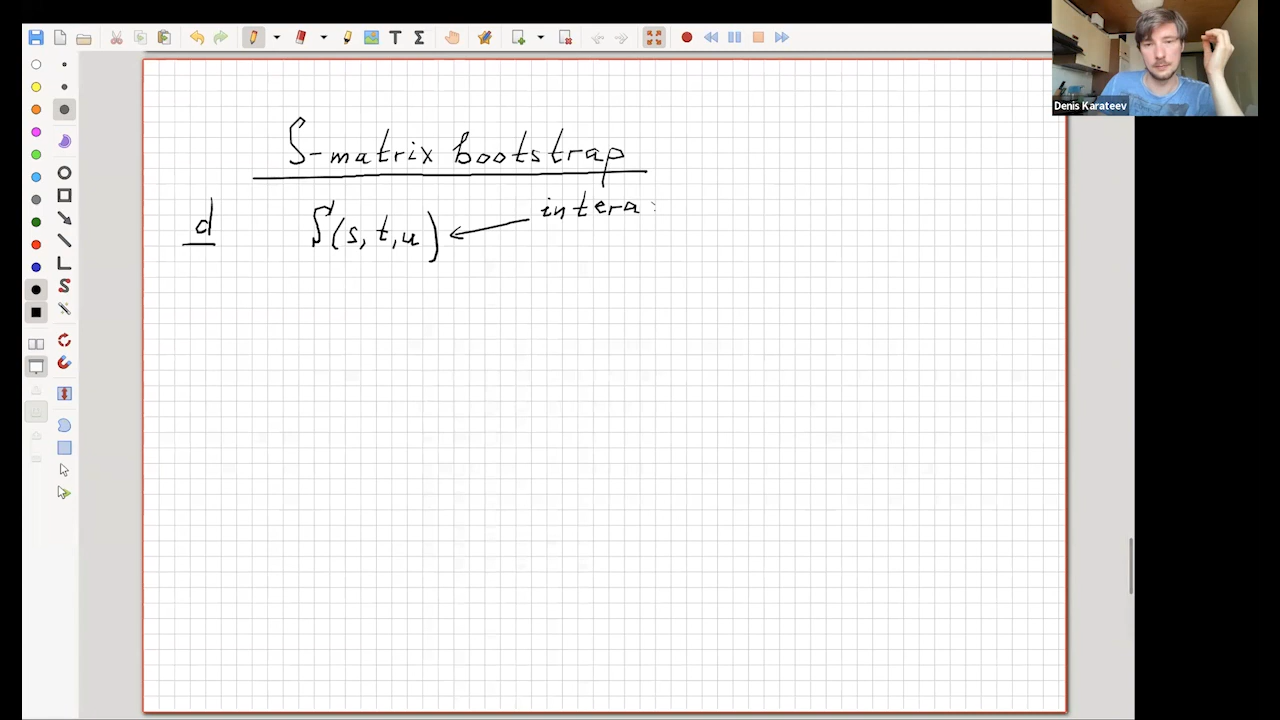 Denis Karateev
S-matrix bootstrap
d
S(s, t, u) ← intera